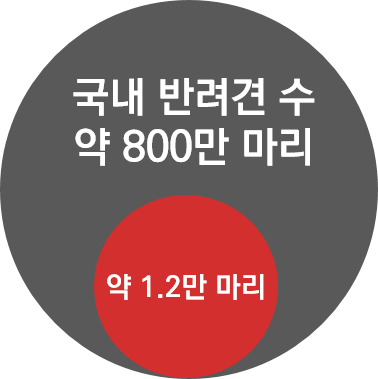 국내 반려견 수
약 800만 마리
약 1.2만 마리